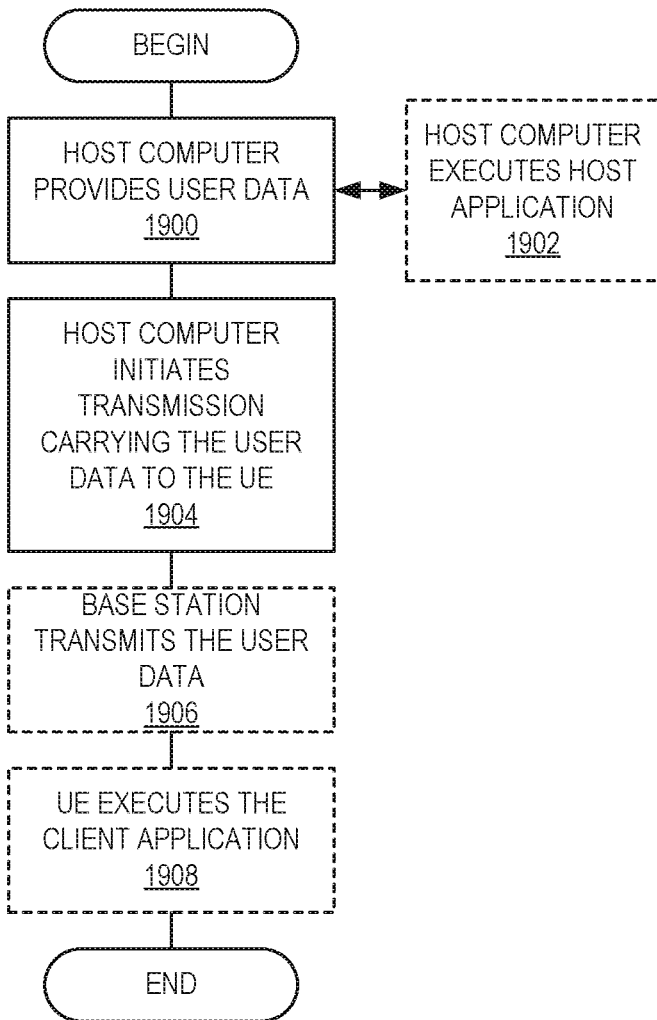 BEGIN
HOST COMPUTER
PROVIDES USER DATA
1900
HOST COMPUTER
EXECUTES HOST
APPLICATION
1902
HOST COMPUTER
INITIATES
TRANSMISSION
CARRYING THE USER
DATA TO THE UE
1904
BASE STATION
TRANSMITS THE USER
DATA
1906
UE EXECUTES THE
CLIENT APPLICATION
1908
END